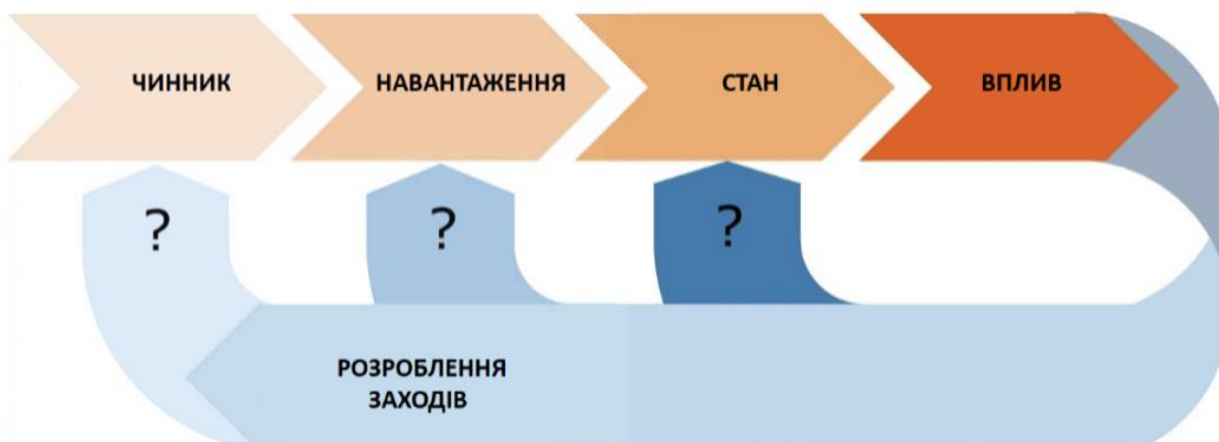 ЧИННИК
НАВАНТАЖЕННЯ
СТАН
ВПЛИВ
?
?
?
РОЗРОБЛЕННЯ
ЗАХОДІВ